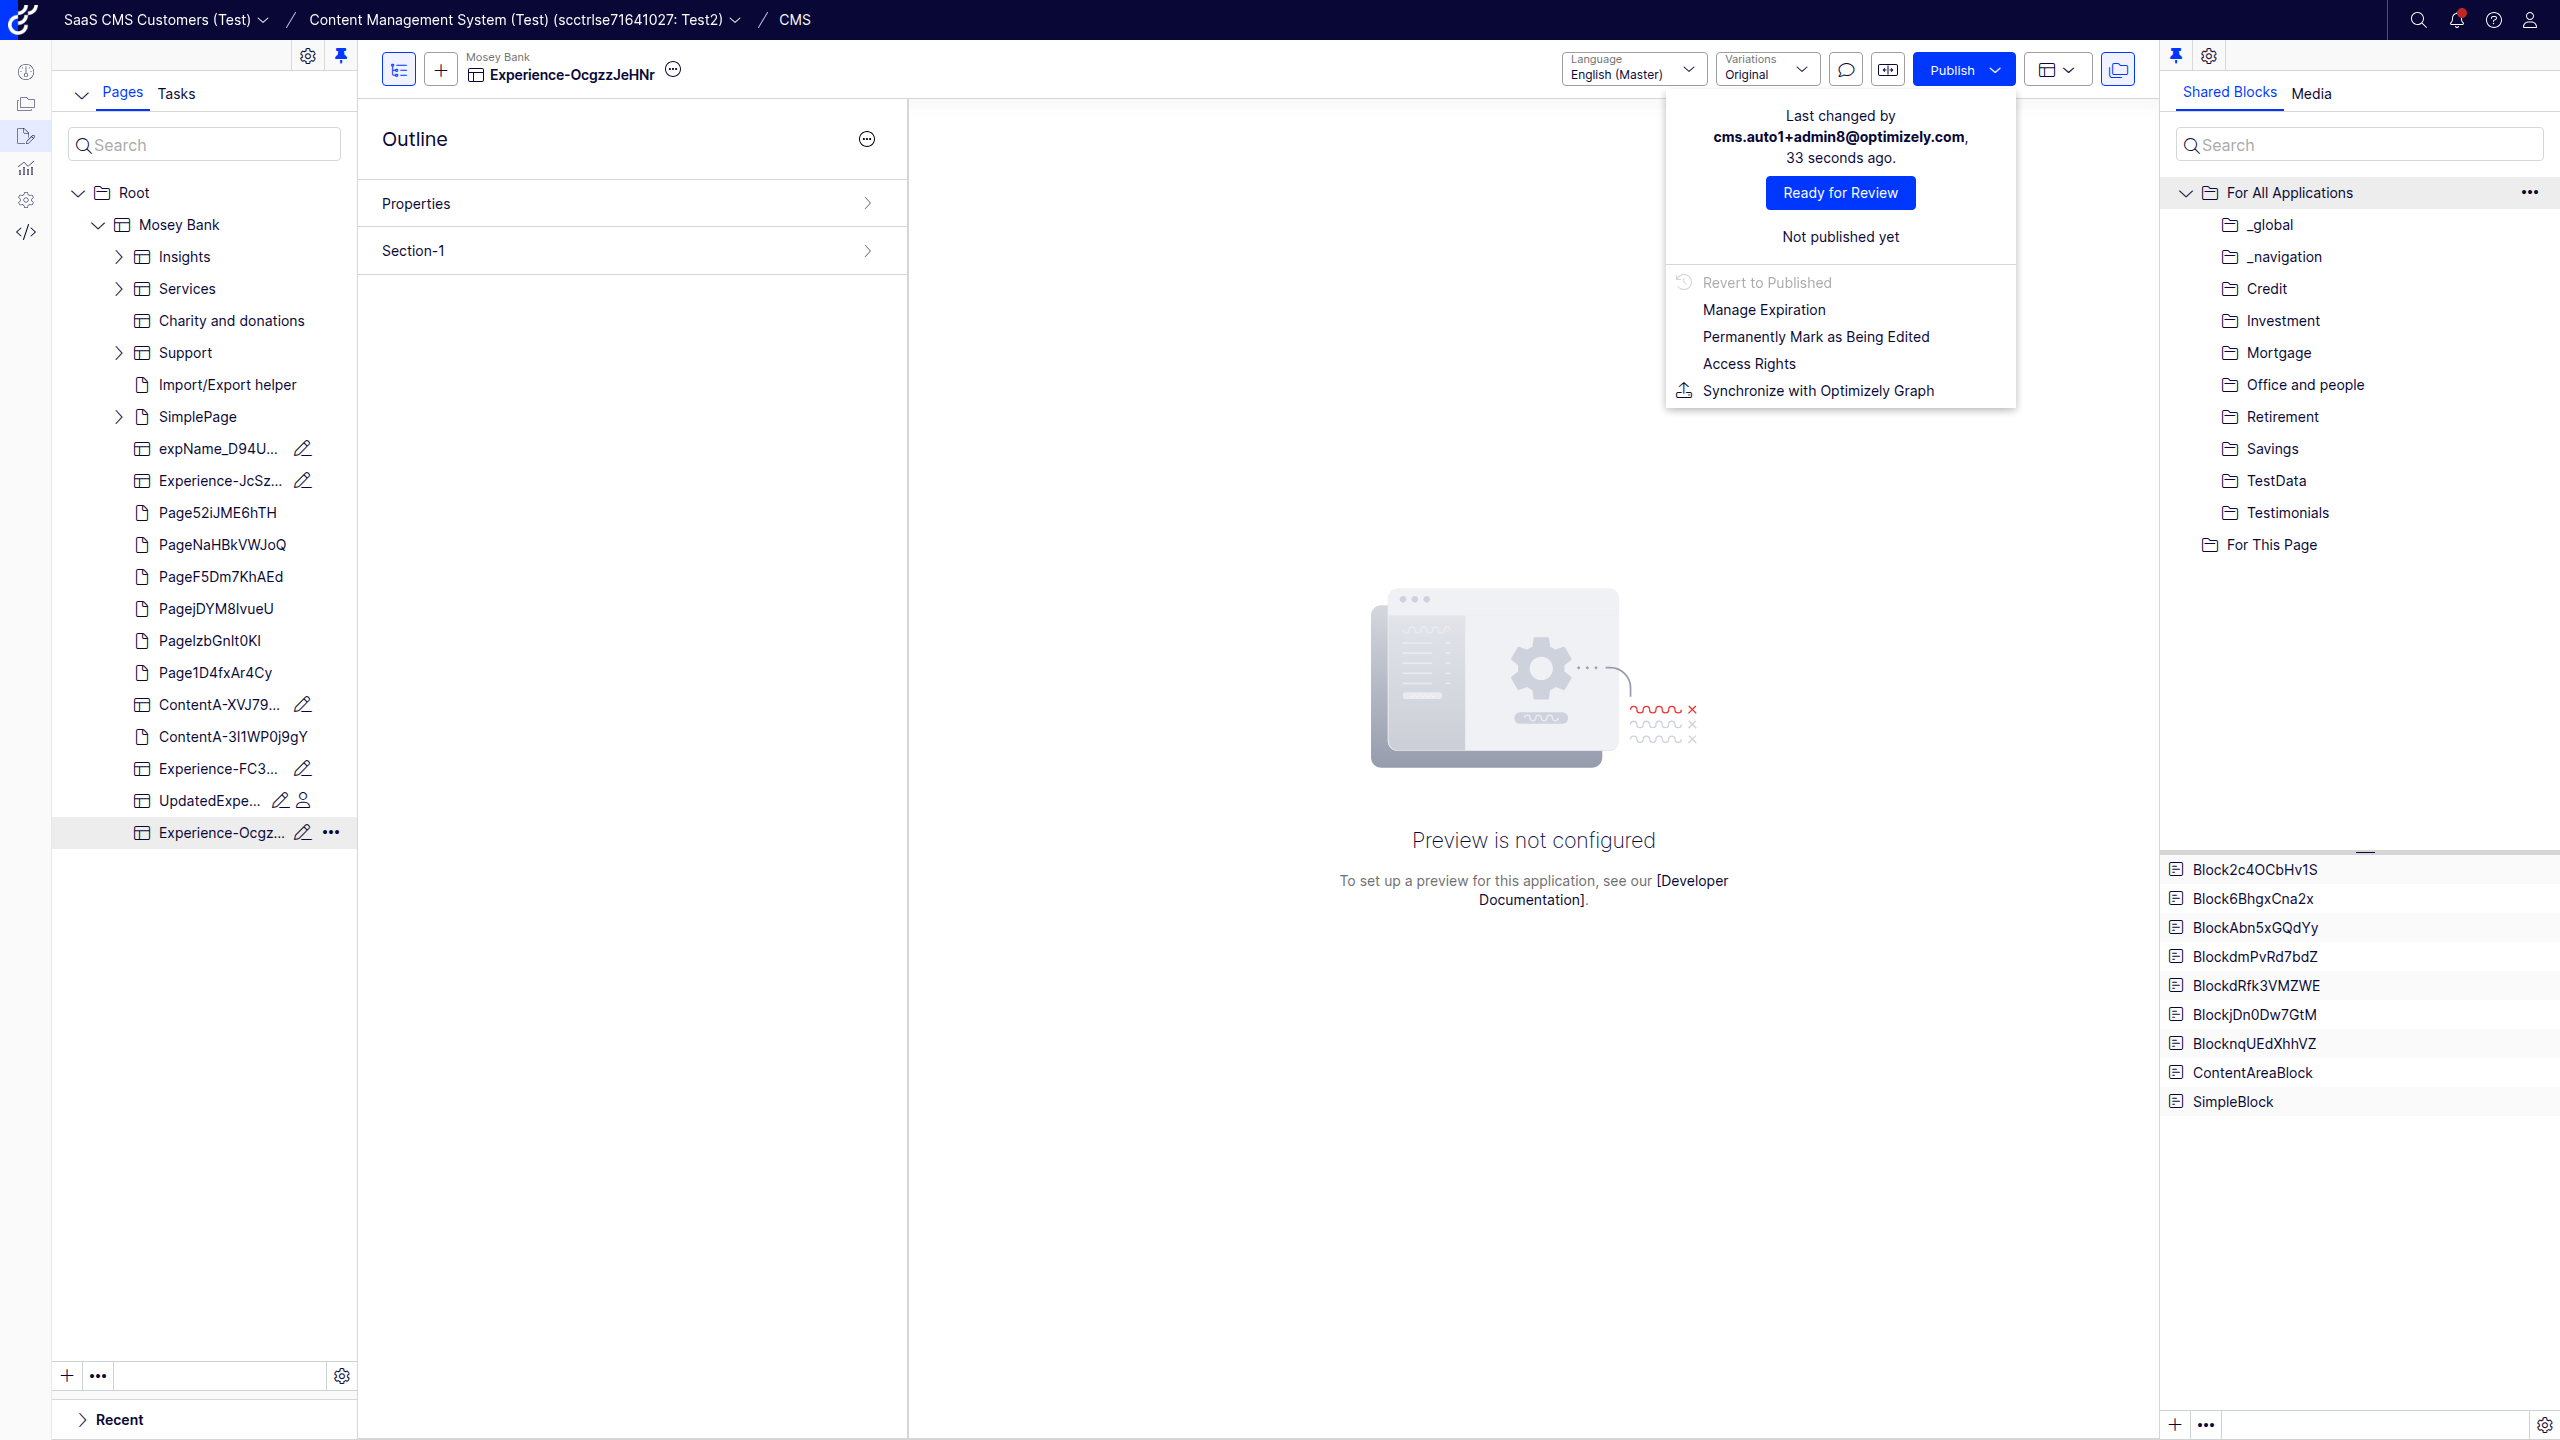 SaaS CMS Customers (Test) / Content Management System (Test) (scctrlse71641027: Test2) / CMS
Pages Tasks
Search
Root
Mosey Bank
Insights
Services
Charity and donations
Support
Import/Export helper
SimplePage
expName_D94U...
Experience-JcSz...
Page52iJME6hTH
PageNaHBkVWJoQ
PageF5Dm7KhAEd
PagejDYM8IvueU
PageIzbGnIt0KI
Page1D4fxAr4Cy
ContentA-XVJ79...
ContentA-3I1WP0j9gY
Experience-FC3...
UpdatedExpe...
Experience-Ocgz...
Recent
Mosey Bank
Experience-OcgzzJeHNr
Language
English (Master)
Variations
Original
Publish
Outline
Properties
Section-1
Last changed by
cms.auto1+admin8@optimizely.com,
33 seconds ago.
Ready for Review
Not published yet
Revert to Published
Manage Expiration
Permanently Mark as Being Edited
Access Rights
Synchronize with Optimizely Graph
Preview is not configured
To set up a preview for this application, see our [Developer
Documentation].
Shared Blocks Media
Search
For All Applications
_global
_navigation
Credit
Investment
Mortgage
Office and people
Retirement
Savings
TestData
Testimonials
For This Page
Block2c4OCbHv1S
Block6BhgxCna2x
BlockAbn5xGQdYy
BlockdmPvRd7bdZ
BlockdRfk3VMZWE
BlockjDn0Dw7GtM
BlocknqUEdXhhVZ
ContentAreaBlock
SimpleBlock